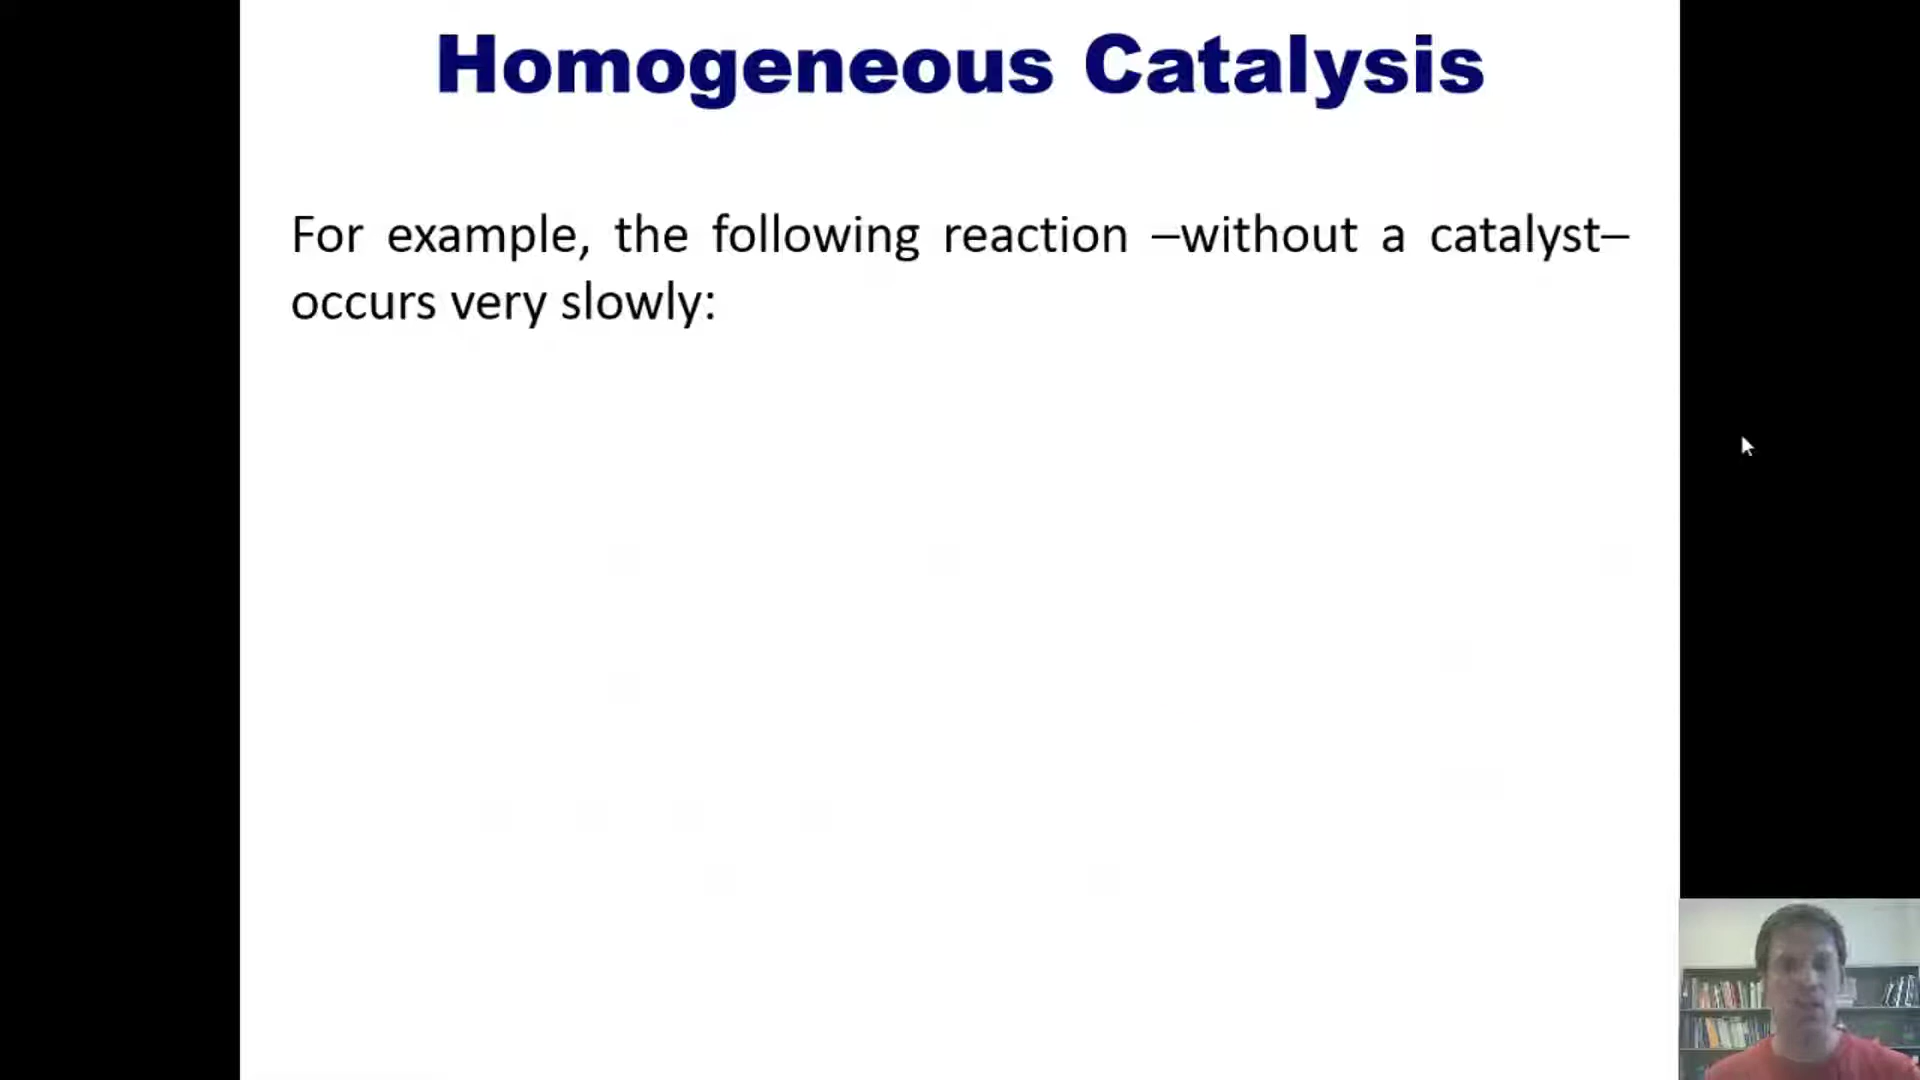 Homogeneous Catalysis
For example, the following reaction –without a catalyst–
occurs very slowly: